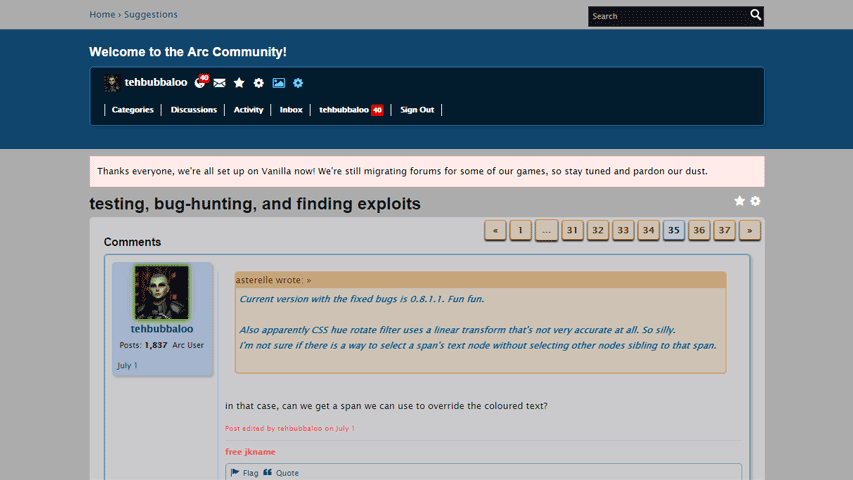 Home › Suggestions
Search
Welcome to the Arc Community!
tehbubbaloo 40
Categories Discussions Activity Inbox tehbubbaloo 40 Sign Out
Thanks everyone, we're all set up on Vanilla now! We're still migrating forums for some of our games, so stay tuned and pardon our dust.
testing, bug-hunting, and finding exploits
« 1 ... 31 32 33 34 35 36 37 »
Comments
tehbubbaloo
Posts: 1,837 Arc User
July 1
asterelle wrote: »
Current version with the fixed bugs is 0.8.1.1. Fun fun.
Also apparently CSS hue rotate filter uses a linear transform that's not very accurate at all. So silly.
I'm not sure if there is a way to select a span's text node without selecting other nodes sibling to that span.
in that case, can we get a span we can use to override the coloured text?
Post edited by tehbubbaloo on July 1
free jkname
Flag Quote